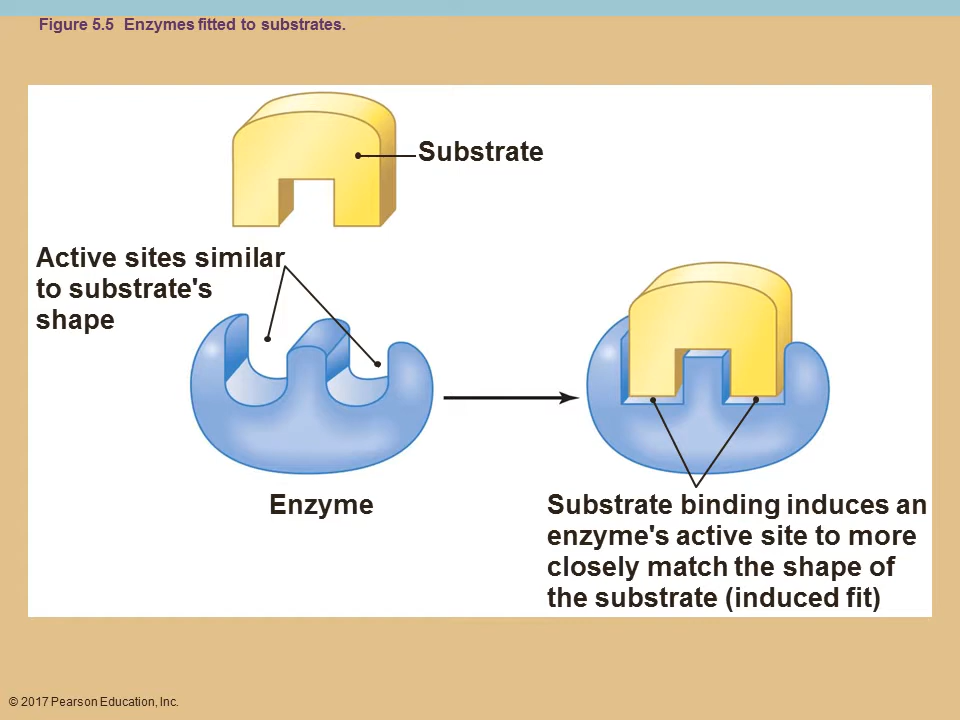 Figure 5.5  Enzymes fitted to substrates.
Substrate
Active sites similar
to substrate's
shape
Enzyme
Substrate binding induces an
enzyme's active site to more
closely match the shape of
the substrate (induced fit)
© 2017 Pearson Education, Inc.